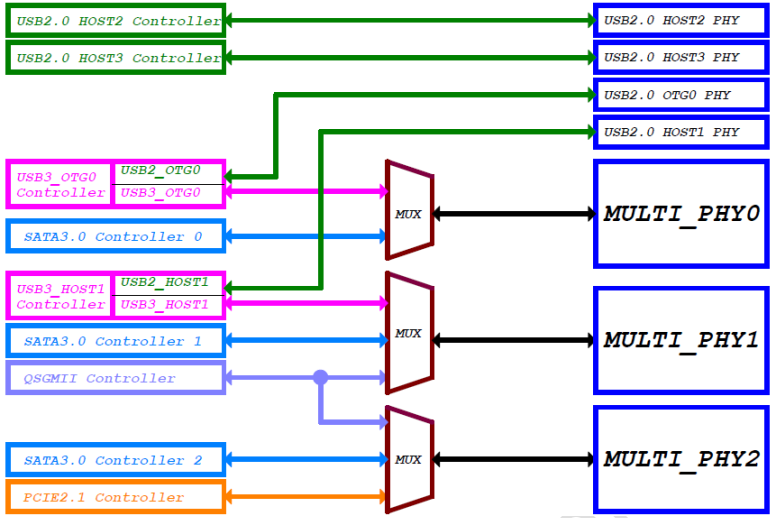 USB2.0 HOST2 Controller
USB2.0 HOST2 PHY
USB2.0 HOST3 Controller
USB2.0 HOST3 PHY
USB2.0 OTG0 PHY
USB2.0 HOST1 PHY
USB3_OTG0
Controller
USB2_OTG0
USB3_OTG0
MUX
MULTI_PHY0
SATA3.0 Controller 0
USB3_HOST1
Controller
USB2_HOST1
USB3_HOST1
SATA3.0 Controller 1
MUX
MULTI_PHY1
QSGMII Controller
SATA3.0 Controller 2
MUX
MULTI_PHY2
PCIE2.1 Controller